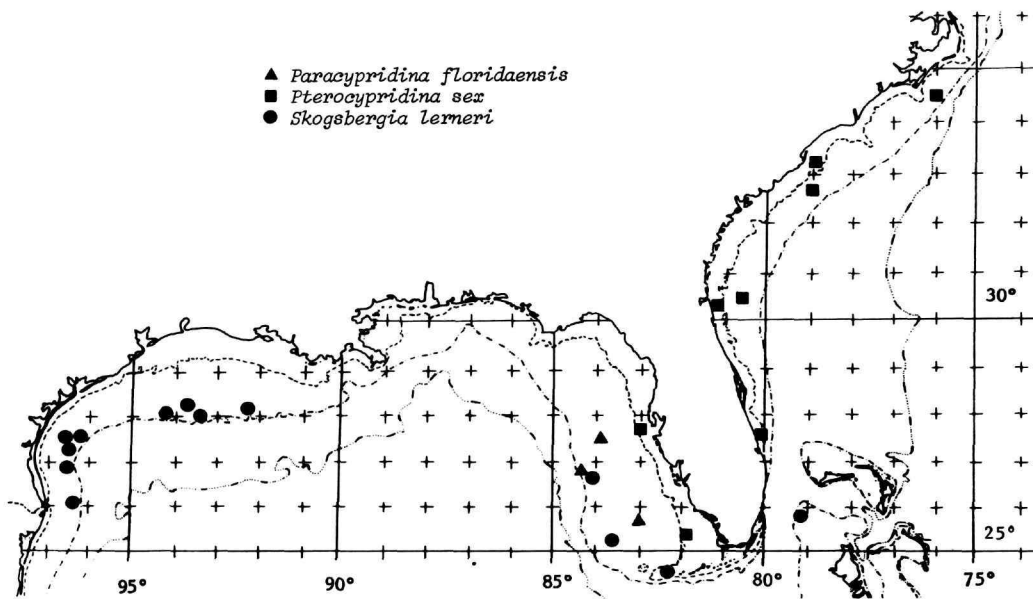 ▲ Paracypridina floridaensis
■ Pterocypridina sex
● Skogsbergia lerneri
30°
25°
95° 90° 85° 80° 75°